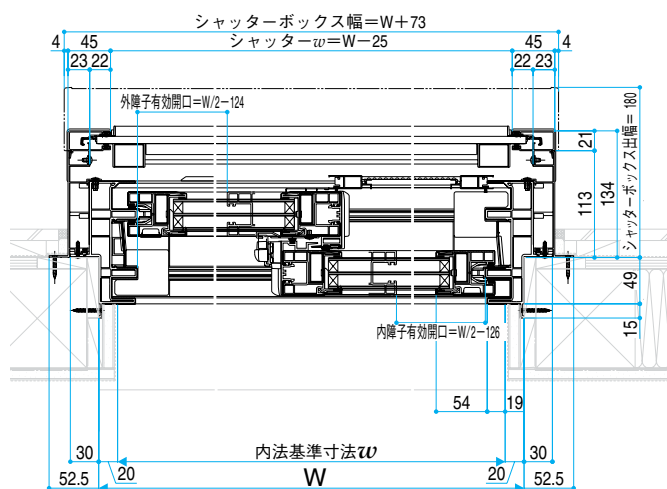 シャッターボックス幅=W+73
4 45 シャッターw=W−25 45 4
23 22 22 23
外障子有効開口=W/2−124
21
113
134
シャッターボックス出幅=180
49
15
内障子有効開口=W/2−126
54 19
30 内法基準寸法w 30
52.5 20 W 20 52.5